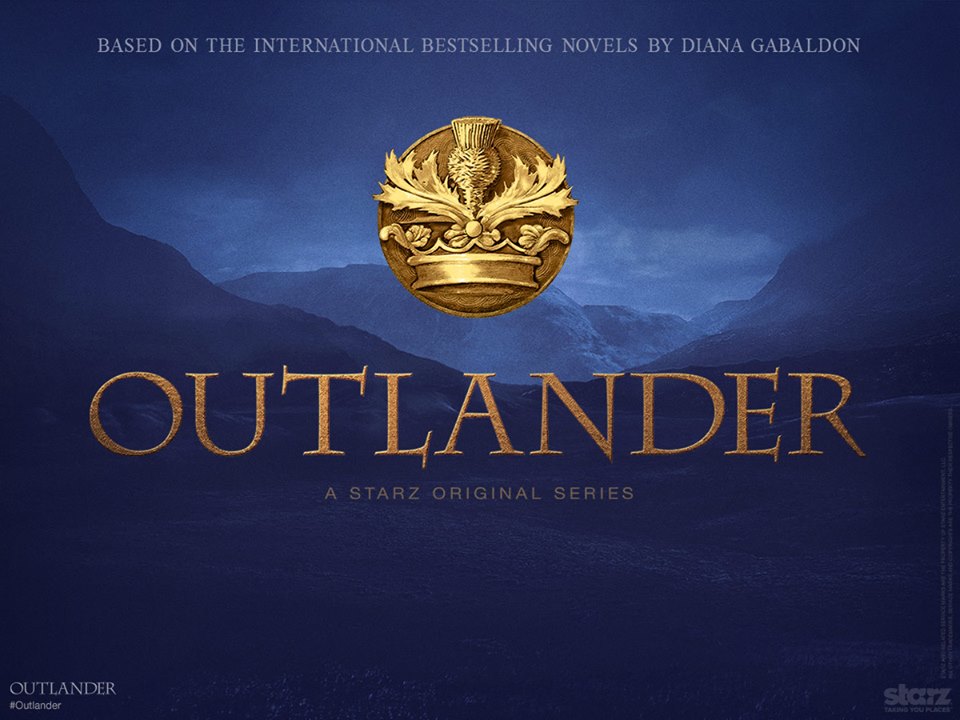 BASED ON THE INTERNATIONAL BESTSELLING NOVELS BY DIANA GABALDON
OUTLANDER
A STARZ ORIGINAL SERIES
OUTLANDER
#Outlander
starz
TAKING YOU PLACES